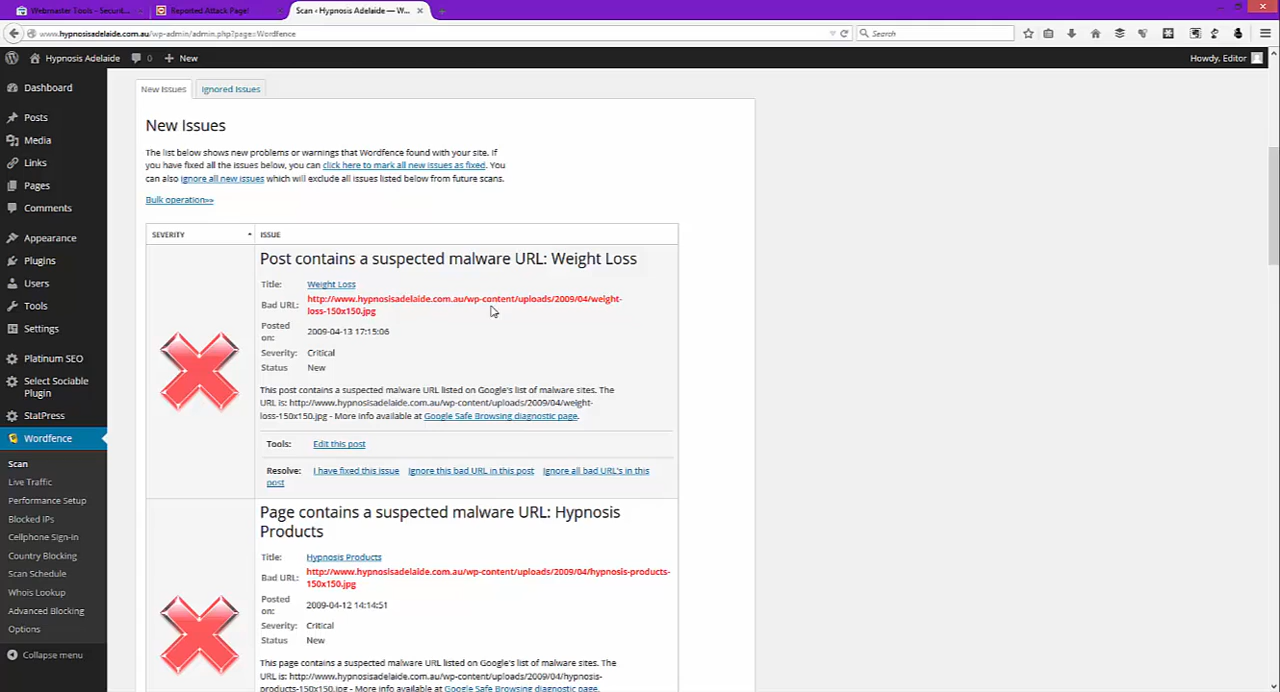 Webmaster Tools - Securit...
Reported Attack Page!
Scan ‹ Hypnosis Adelaide — W...
www.hypnosisadelaide.com.au/wp-admin/admin.php?page=Wordfence
Search
Hypnosis Adelaide
0
New
Howdy, Editor
Dashboard
Posts
Media
Links
Pages
Comments
Appearance
Plugins
Users
Tools
Settings
Platinum SEO
Select Sociable
Plugin
StatPress
Wordfence
Scan
Live Traffic
Performance Setup
Blocked IPs
Cellphone Sign-in
Country Blocking
Scan Schedule
Whois Lookup
Advanced Blocking
Options
Collapse menu
New Issues
Ignored Issues
New Issues
The list below shows new problems or warnings that Wordfence found with your site. If
you have fixed all the issues below, you can click here to mark all new issues as fixed. You
can also ignore all new issues which will exclude all issues listed below from future scans.
Bulk operation»»
SEVERITY
ISSUE
Post contains a suspected malware URL: Weight Loss
Title: Weight Loss
Bad URL: http://www.hypnosisadelaide.com.au/wp-content/uploads/2009/04/weight-
loss-150x150.jpg
Posted
on: 2009-04-13 17:15:06
Severity: Critical
Status New
This post contains a suspected malware URL listed on Google's list of malware sites. The
URL is: http://www.hypnosisadelaide.com.au/wp-content/uploads/2009/04/weight-
loss-150x150.jpg - More info available at Google Safe Browsing diagnostic page.
Tools: Edit this post
Resolve: I have fixed this issue Ignore this bad URL in this post Ignore all bad URL's in this
post
Page contains a suspected malware URL: Hypnosis
Products
Title: Hypnosis Products
Bad URL: http://www.hypnosisadelaide.com.au/wp-content/uploads/2009/04/hypnosis-products-
150x150.jpg
Posted
on: 2009-04-12 14:14:51
Severity: Critical
Status New
This page contains a suspected malware URL listed on Google's list of malware sites. The
URL is: http://www.hypnosisadelaide.com.au/wp-content/uploads/2009/04/hypnosis-
products-150x150.jpg - More info available at Google Safe Browsing diagnostic page.